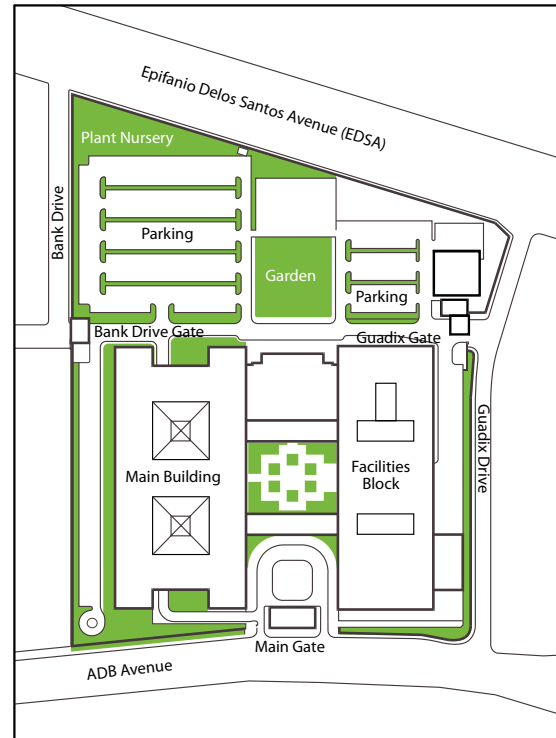 Epifanio Delos Santos Avenue (EDSA)
Plant Nursery
Bank Drive
Parking
Garden
Parking
Bank Drive Gate
Guadix Gate
Guadix Drive
Main Building
Facilities
Block
Main Gate
ADB Avenue